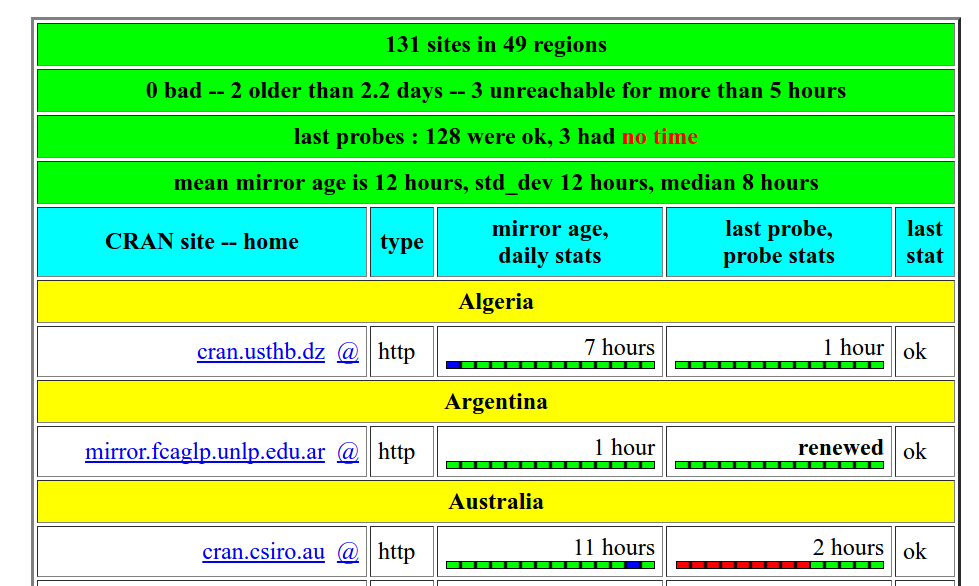 131 sites in 49 regions
0 bad -- 2 older than 2.2 days -- 3 unreachable for more than 5 hours
last probes : 128 were ok, 3 had no time
mean mirror age is 12 hours, std_dev 12 hours, median 8 hours
CRAN site -- home type mirror age, daily stats last probe, probe stats last stat
Algeria
cran.usthb.dz @ http 7 hours 1 hour ok
Argentina
mirror.fcaglp.unlp.edu.ar @ http 1 hour renewed ok
Australia
cran.csiro.au @ http 11 hours 2 hours ok